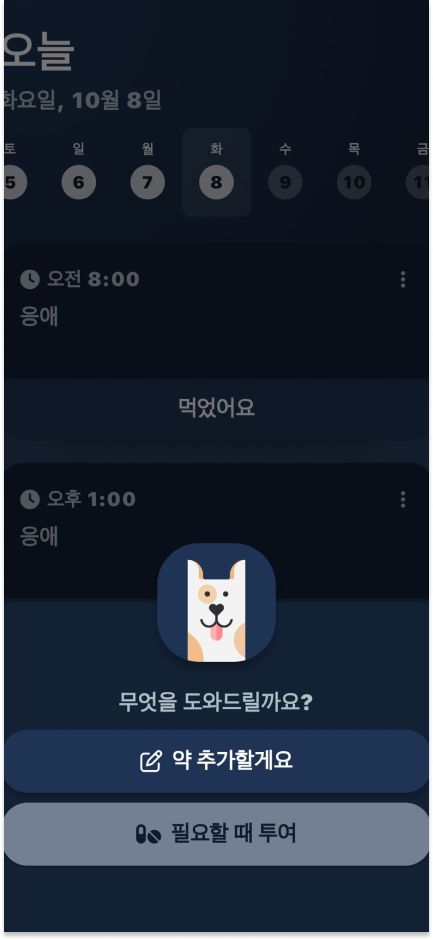 오늘
화요일, 10월 8일
토 일 월 화 수 목 금
5 6 7 8 9 10 11
오전 8:00
응애
먹었어요
오후 1:00
응애
무엇을 도와드릴까요?
약 추가할게요
필요할 때 투여